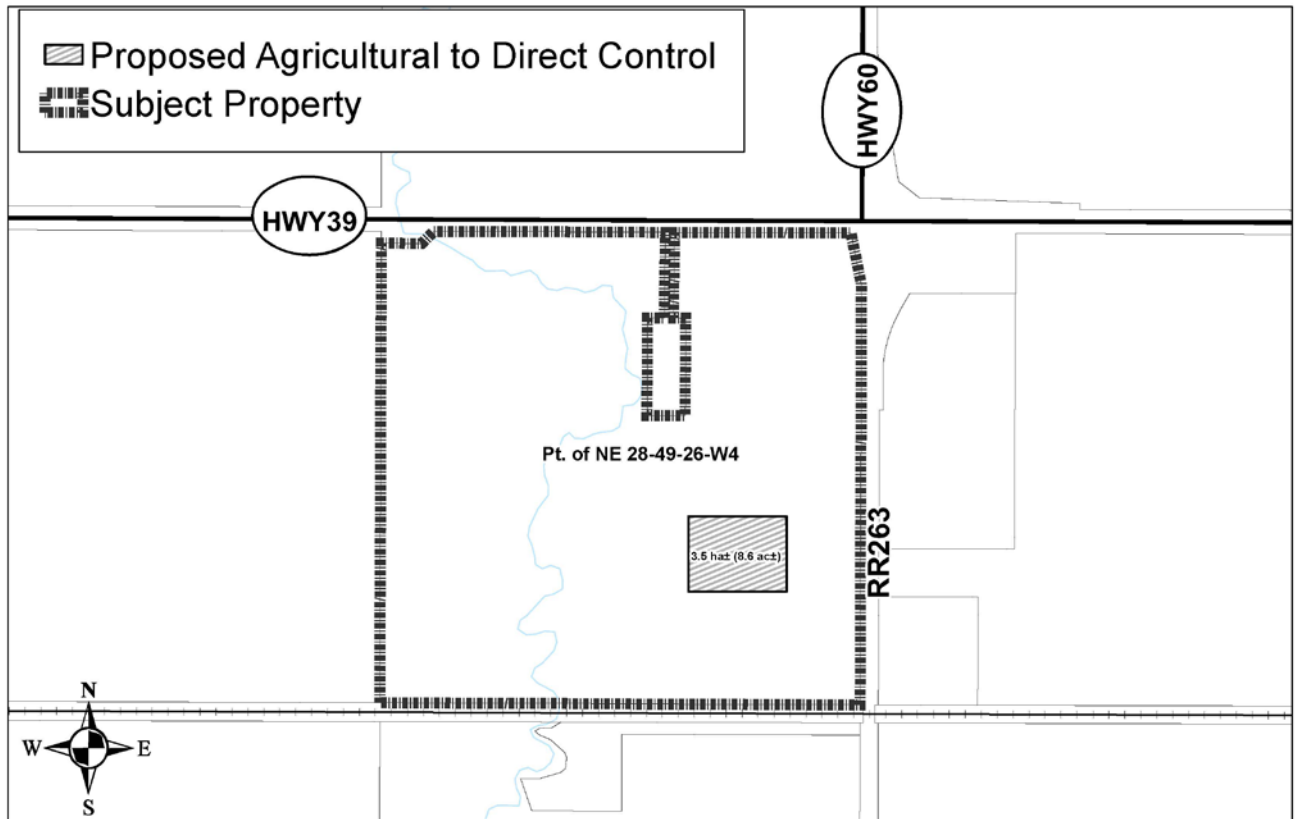 Proposed Agricultural to Direct Control
Subject Property
HWY60
HWY39
Pt. of NE 28-49-26-W4
3.5 ha± (8.6 ac±)
RR263
N
W
E
S